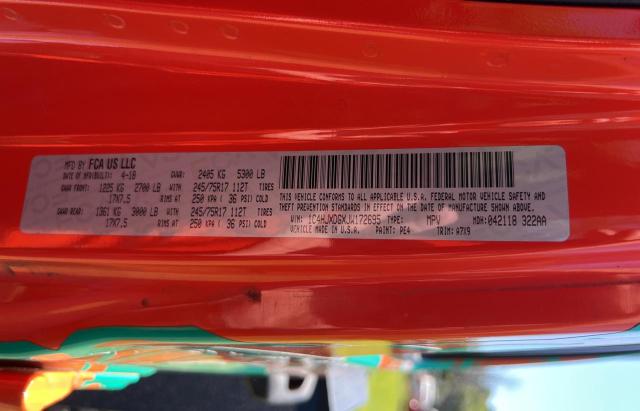 MFD BY FCA US LLC
DATE OF MFR(BUILT): 4-18 GVWR: 2405 KG 5300 LB
GAWR FRONT: 1225 KG 2700 LB WITH 245/75R17 112T TIRES
17X7.5 RIMS AT 250 KPA ( 36 PSI) COLD
GAWR REAR: 1361 KG 3000 LB WITH 245/75R17 112T TIRES
17X7.5 RIMS AT 250 KPA ( 36 PSI) COLD
THIS VEHICLE CONFORMS TO ALL APPLICABLE U.S.A. FEDERAL MOTOR VEHICLE SAFETY AND
THEFT PREVENTION STANDARDS IN EFFECT ON THE DATE OF MANUFACTURE SHOWN ABOVE.
VIN: 1C4HJXDGXJW172695 TYPE: MPV MDH: 042118 322AA
VEHICLE MADE IN U.S.A. PAINT: PE4 TRIM: A7X9